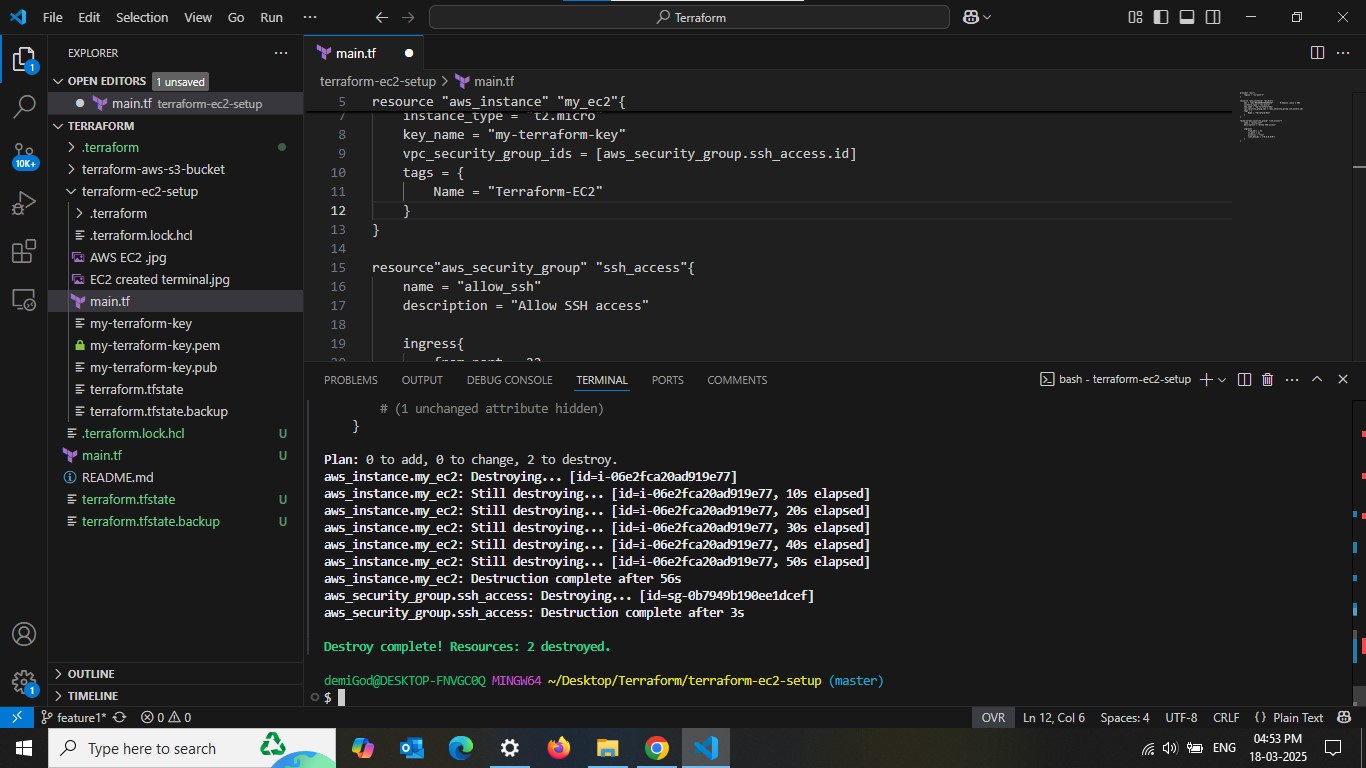 File Edit Selection View Go Run ··· Terraform
EXPLORER
OPEN EDITORS 1 unsaved
main.tf terraform-ec2-setup
TERRAFORM
.terraform
terraform-aws-s3-bucket
terraform-ec2-setup
.terraform
.terraform.lock.hcl
AWS EC2 .jpg
EC2 created terminal.jpg
main.tf
my-terraform-key
my-terraform-key.pem
my-terraform-key.pub
terraform.tfstate
terraform.tfstate.backup
.terraform.lock.hcl U
main.tf U
README.md
terraform.tfstate U
terraform.tfstate.backup U
OUTLINE
TIMELINE
1
10K+
1
main.tf
terraform-ec2-setup > main.tf
5 resource "aws_instance" "my_ec2"{
7 instance_type = "t2.micro"
8 key_name = "my-terraform-key"
9 vpc_security_group_ids = [aws_security_group.ssh_access.id]
10 tags = {
11 Name = "Terraform-EC2"
12 }
13 }
14
15 resource"aws_security_group" "ssh_access"{
16 name = "allow_ssh"
17 description = "Allow SSH access"
18
19 ingress{
20 from_port = 22
PROBLEMS OUTPUT DEBUG CONSOLE TERMINAL PORTS COMMENTS bash - terraform-ec2-setup
# (1 unchanged attribute hidden)
}
Plan: 0 to add, 0 to change, 2 to destroy.
aws_instance.my_ec2: Destroying... [id=i-06e2fca20ad919e77]
aws_instance.my_ec2: Still destroying... [id=i-06e2fca20ad919e77, 10s elapsed]
aws_instance.my_ec2: Still destroying... [id=i-06e2fca20ad919e77, 20s elapsed]
aws_instance.my_ec2: Still destroying... [id=i-06e2fca20ad919e77, 30s elapsed]
aws_instance.my_ec2: Still destroying... [id=i-06e2fca20ad919e77, 40s elapsed]
aws_instance.my_ec2: Still destroying... [id=i-06e2fca20ad919e77, 50s elapsed]
aws_instance.my_ec2: Destruction complete after 56s
aws_security_group.ssh_access: Destroying... [id=sg-0b7949b190ee1dcef]
aws_security_group.ssh_access: Destruction complete after 3s
Destroy complete! Resources: 2 destroyed.
demiGod@DESKTOP-FNVGC0Q MINGW64 ~/Desktop/Terraform/terraform-ec2-setup (master)
$
feature1* 0 0 OVR Ln 12, Col 6 Spaces: 4 UTF-8 CRLF {} Plain Text
Type here to search ENG 04:53 PM
18-03-2025